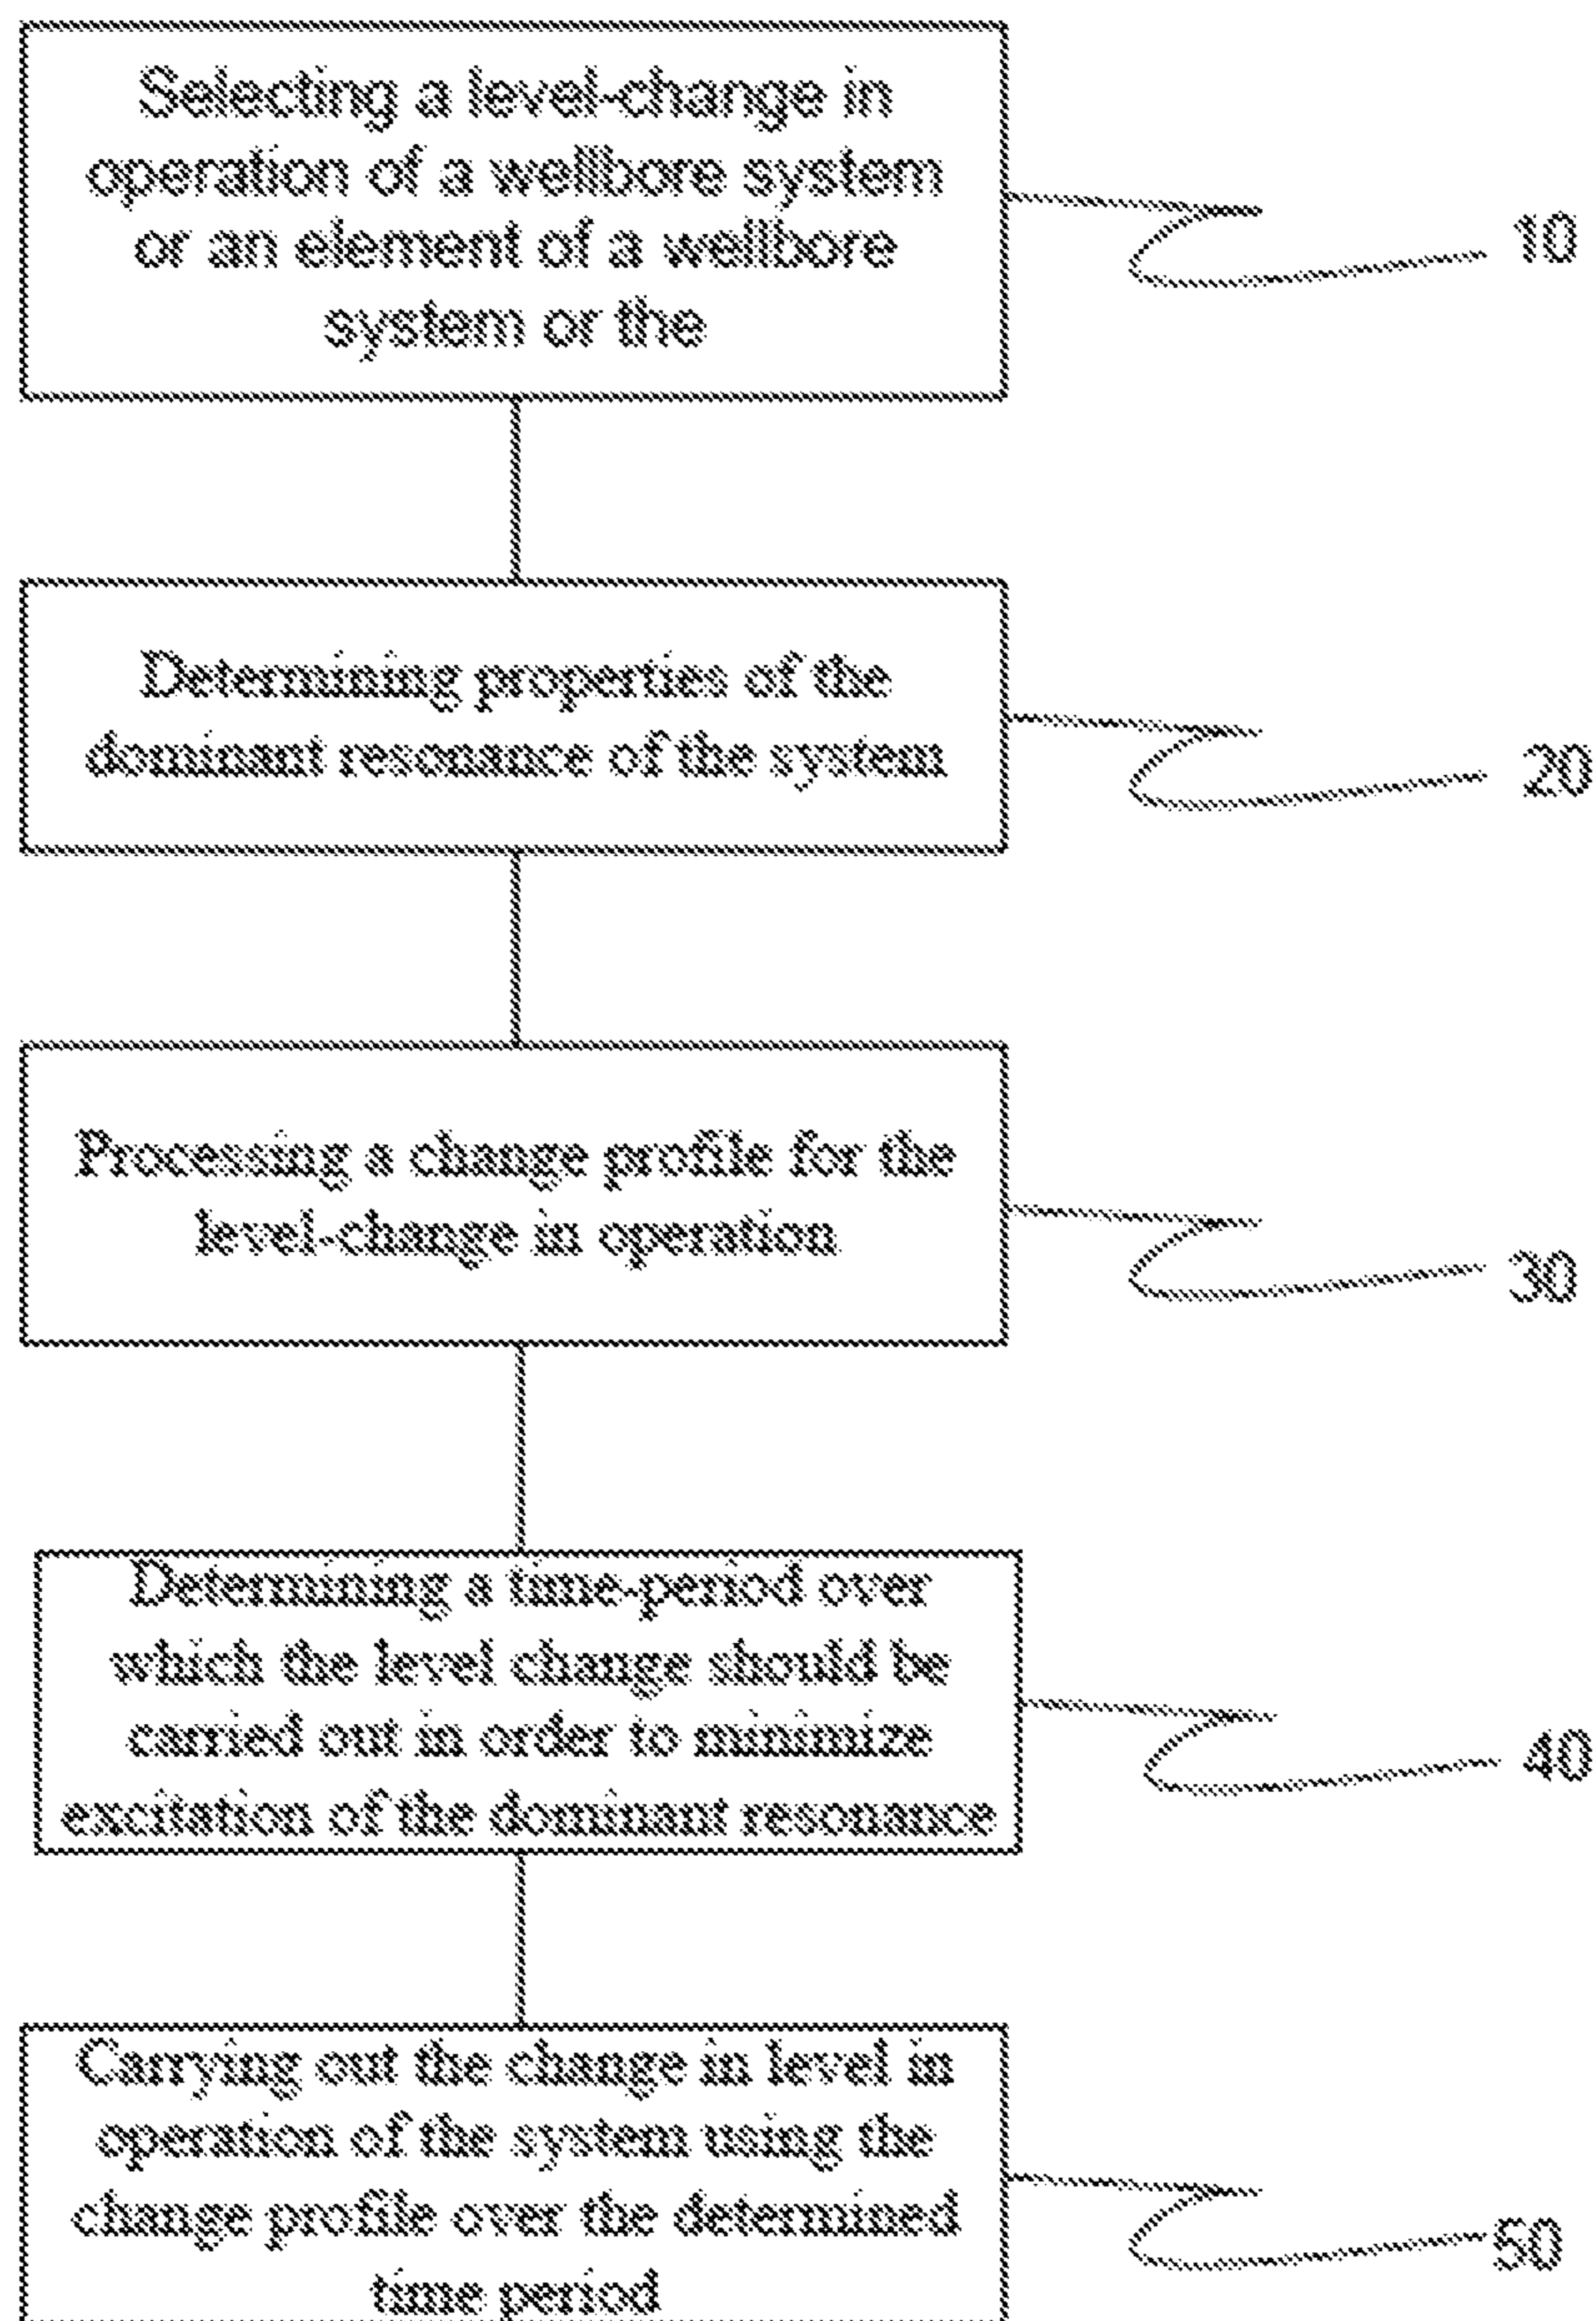 Selecting a level-change in
operation of a wellbore system
or an element of a wellbore
system or the
10
Determining properties of the
dominant resonance of the system
20
Processing a change profile for the
level-change in operation
30
Determining a time-period over
which the level change should be
carried out in order to minimize
excitation of the dominant resonance
40
Carrying out the change in level in
operation of the system using the
change profile over the determined
time period
50